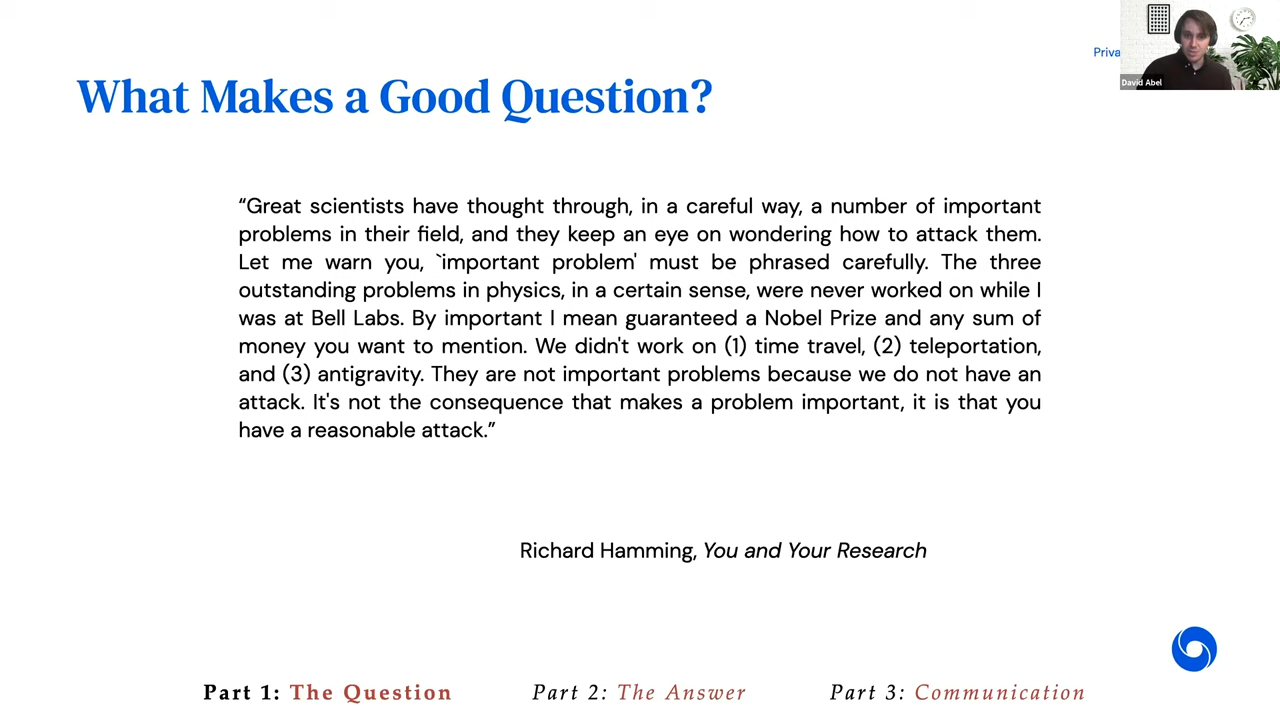 Priva
David Abel
What Makes a Good Question?
“Great scientists have thought through, in a careful way, a number of important
problems in their field, and they keep an eye on wondering how to attack them.
Let me warn you, `important problem' must be phrased carefully. The three
outstanding problems in physics, in a certain sense, were never worked on while I
was at Bell Labs. By important I mean guaranteed a Nobel Prize and any sum of
money you want to mention. We didn't work on (1) time travel, (2) teleportation,
and (3) antigravity. They are not important problems because we do not have an
attack. It's not the consequence that makes a problem important, it is that you
have a reasonable attack.”
Richard Hamming, You and Your Research
Part 1: The Question Part 2: The Answer Part 3: Communication